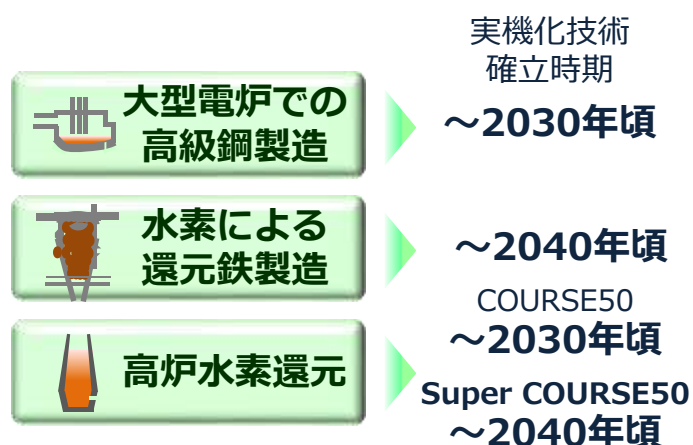 実機化技術
確立時期
大型電炉での
高級鋼製造
～2030年頃
水素による
還元鉄製造
～2040年頃
高炉水素還元
COURSE50
～2030年頃
Super COURSE50
～2040年頃